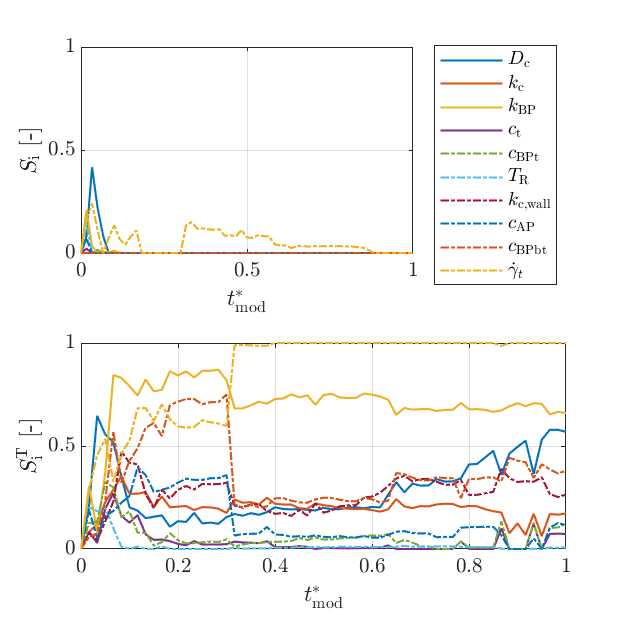 1
0.5
0
S_i [-]
0
0.5
1
t*_mod
D_c
k_c
k_BP
c_t
c_BPt
T_R
k_c,wall
c_AP
c_BPbt
γ̇_t
1
0.5
0
S_i^T [-]
0
0.2
0.4
0.6
0.8
1
t*_mod